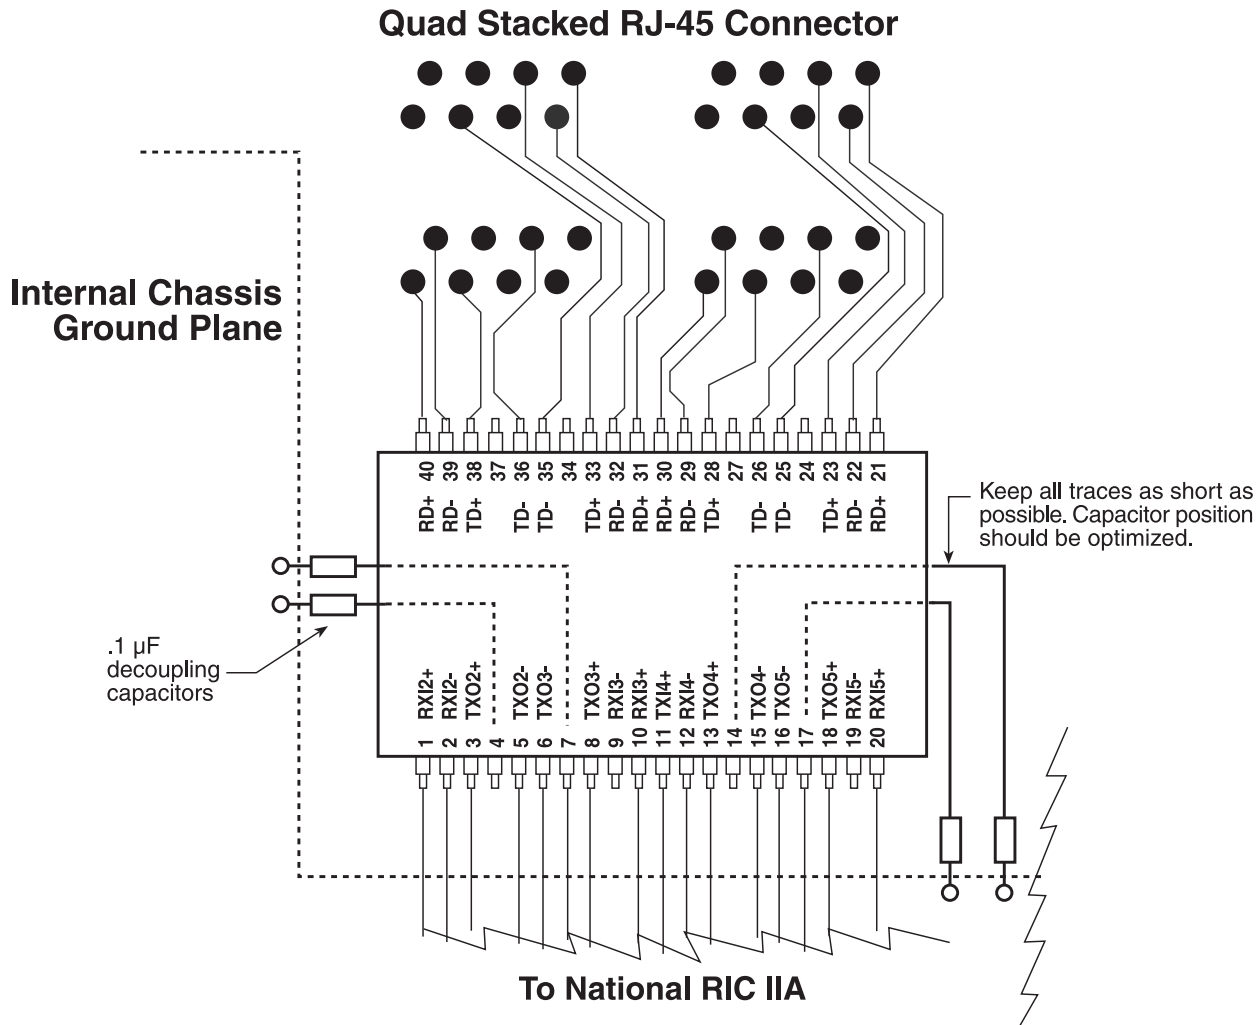 Quad Stacked RJ-45 Connector
Internal Chassis
Ground Plane
40 39 38 37 36 35 34 33 32 31 30 29 28 27 26 25 24 23 22 21
RD+ RD- TD+ TD- TD- TD+ RD- RD+ RD+ RD- TD+ TD- TD- TD+ RD- RD+
Keep all traces as short as
possible. Capacitor position
should be optimized.
.1 µF
decoupling
capacitors
RXI2+ RXI2- TXO2+ TXO2- TXO3- TXO3+ RXI3- RXI3+ TXI4+ RXI4- TXO4+ TXO4- TXO5- TXO5+ RXI5- RXI5+
1 2 3 4 5 6 7 8 9 10 11 12 13 14 15 16 17 18 19 20
To National RIC IIA